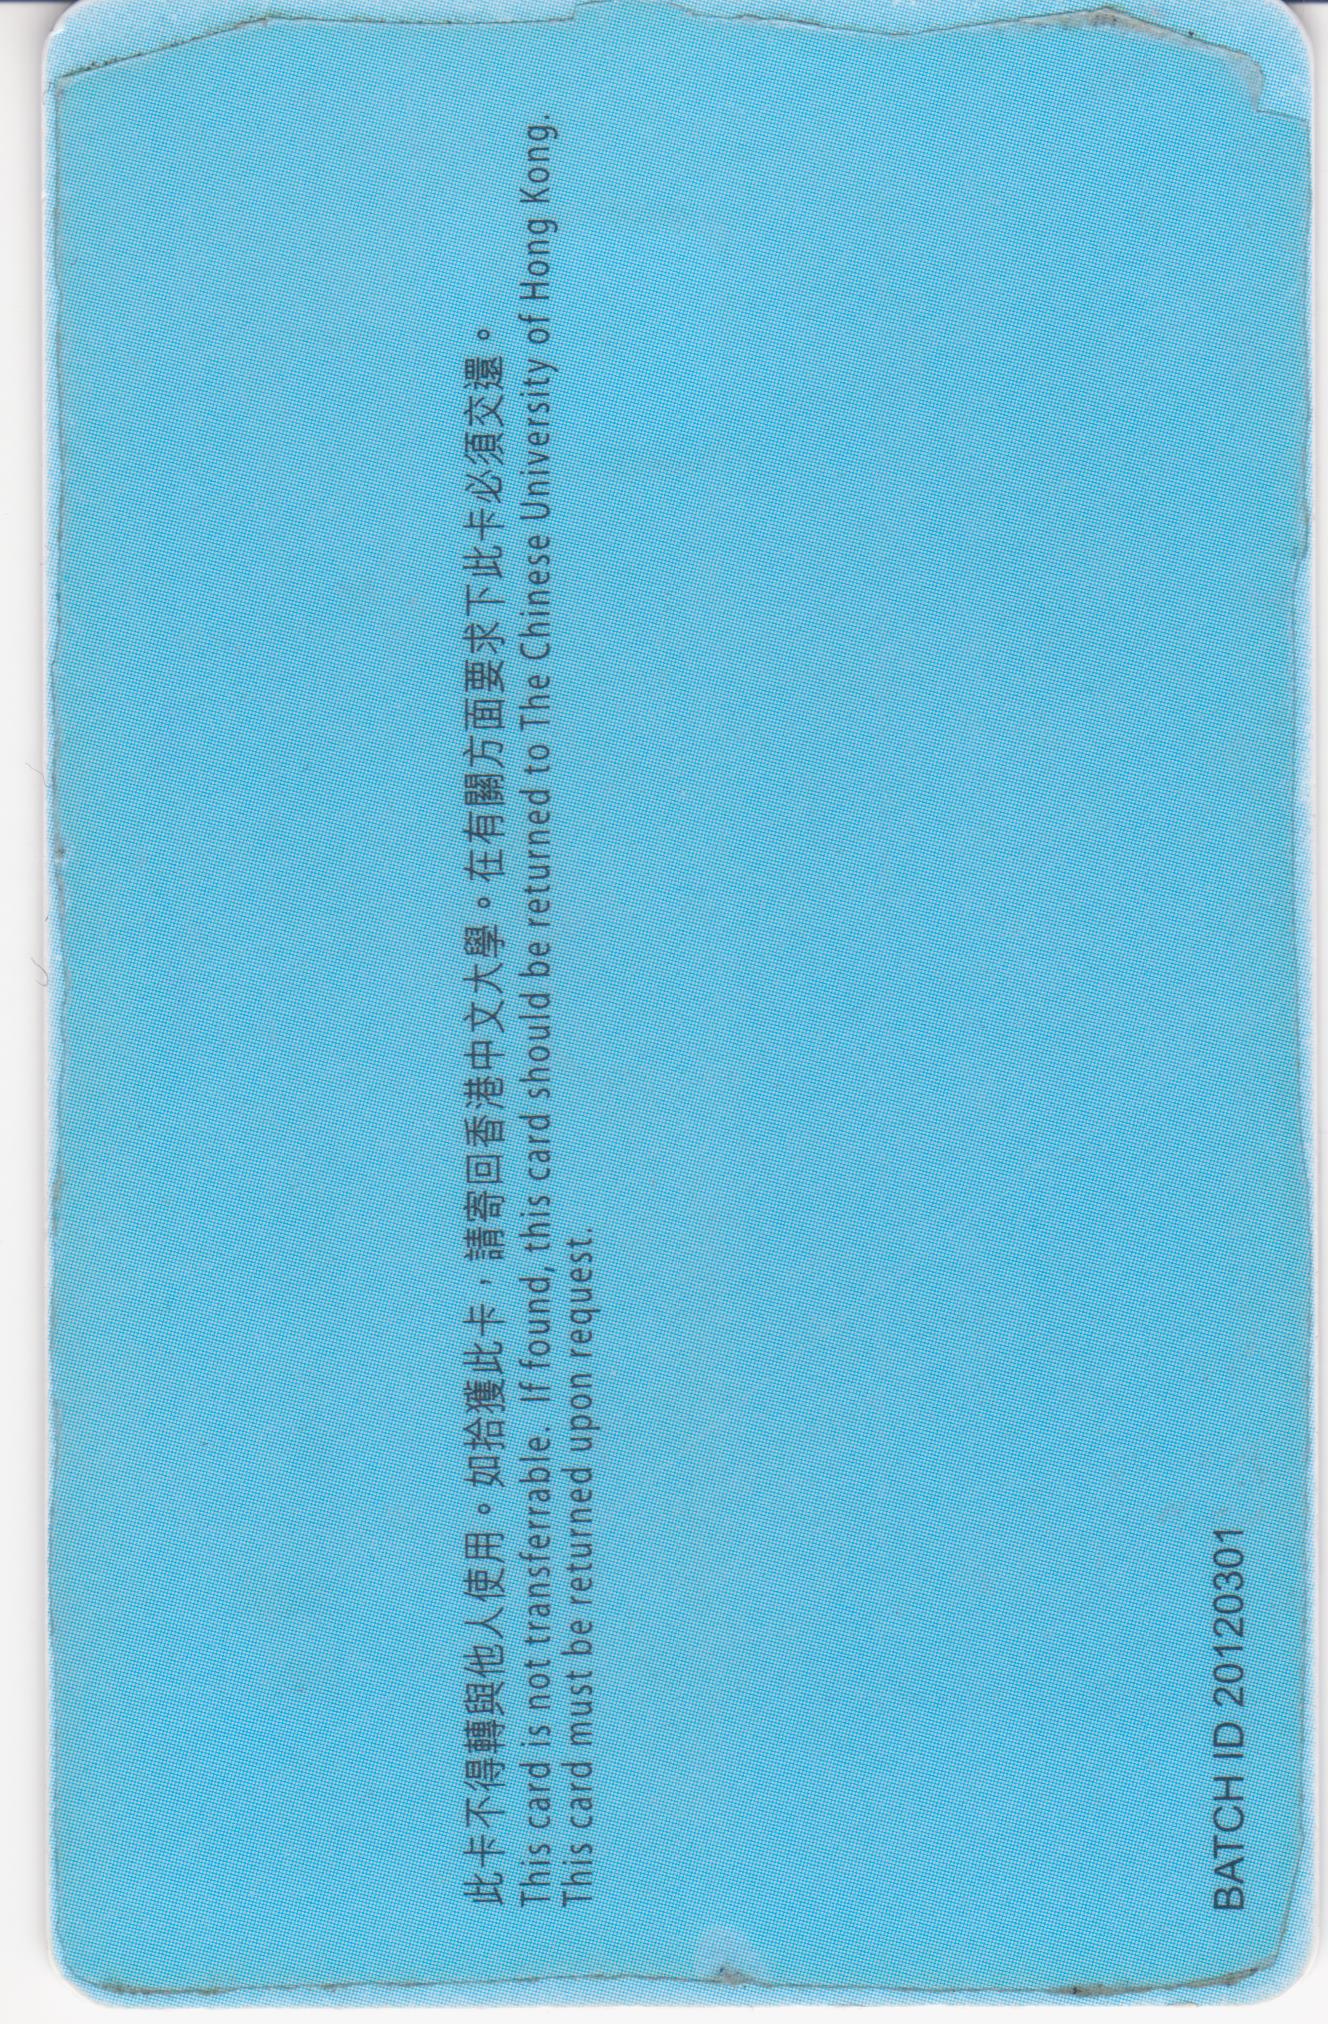 此卡不得轉與他人使用。如拾獲此卡，請寄回香港中文大學。在有關方面要求下此卡必須交還。
This card is not transferrable. If found, this card should be returned to The Chinese University of Hong Kong.
This card must be returned upon request.
BATCH ID 20120301